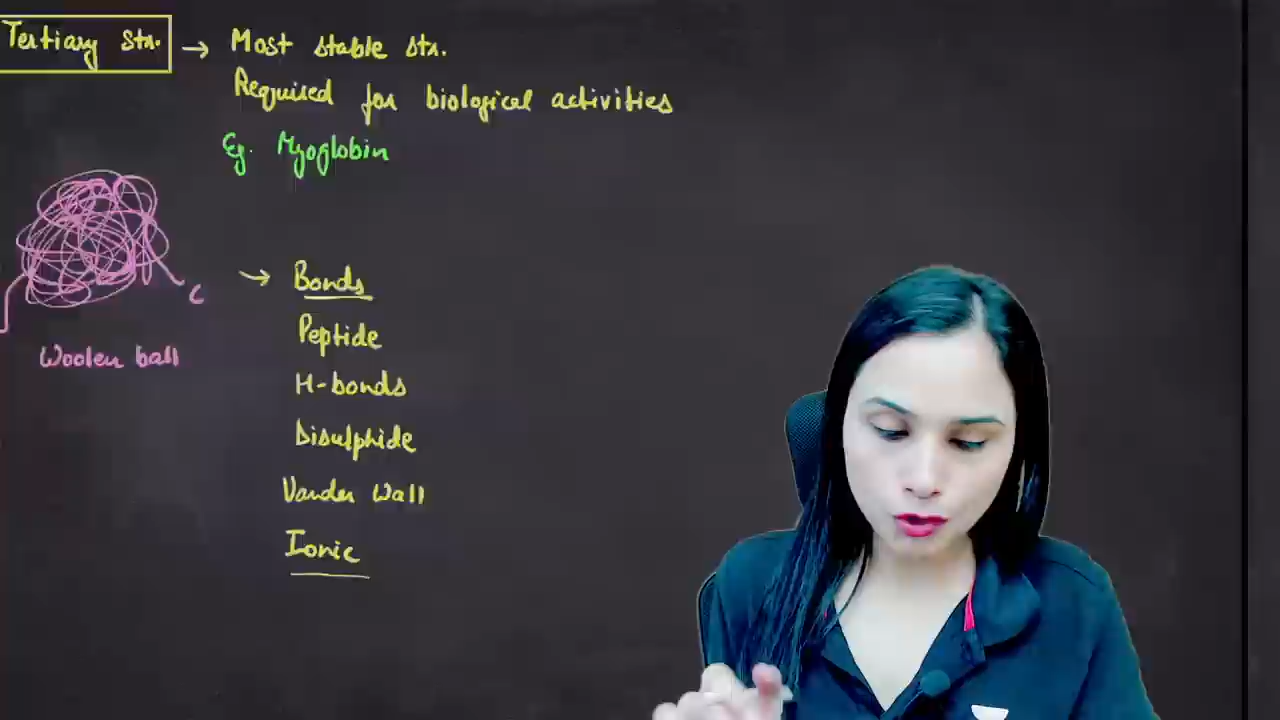 Tertiary Str. → Most stable str.
Required for biological activities
Eg. Myoglobin
C
Woolen ball
→ Bonds
Peptide
H-bonds
Disulphide
Vander Wall
Ionic